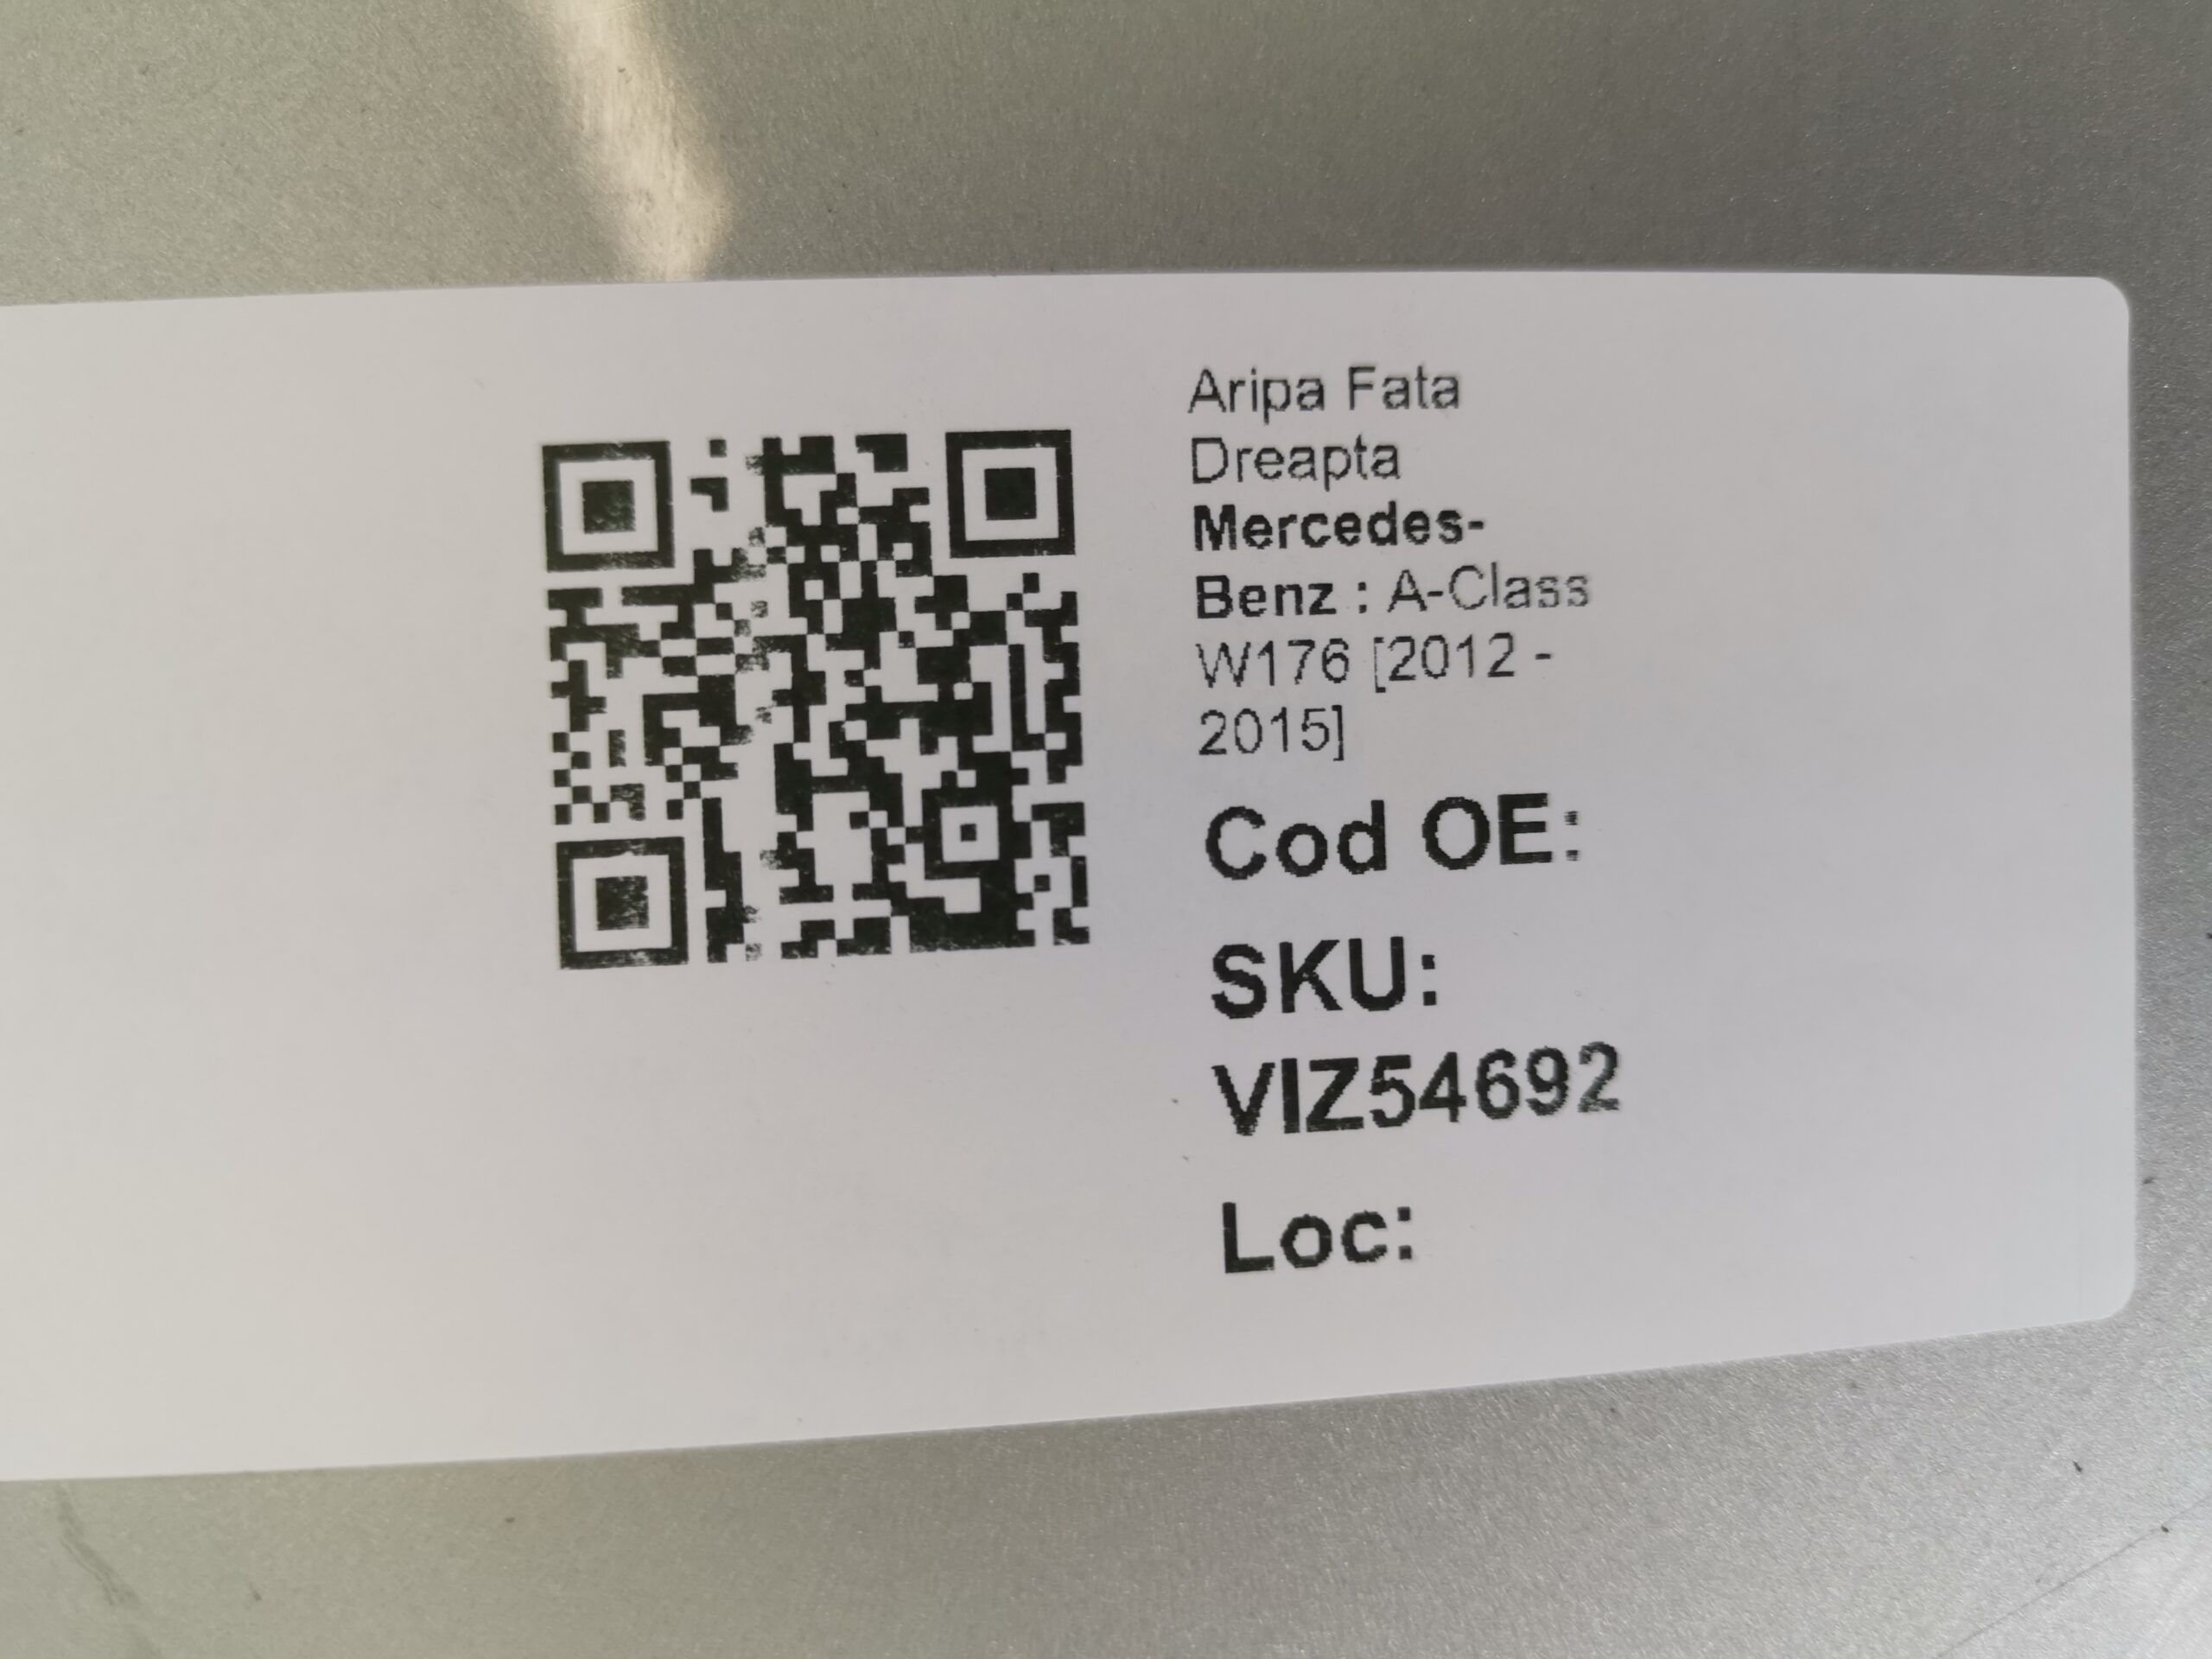 Aripa Fata
Dreapta
Mercedes-
Benz : A-Class
W176 [2012 -
2015]
Cod OE:
SKU:
VIZ54692
Loc: